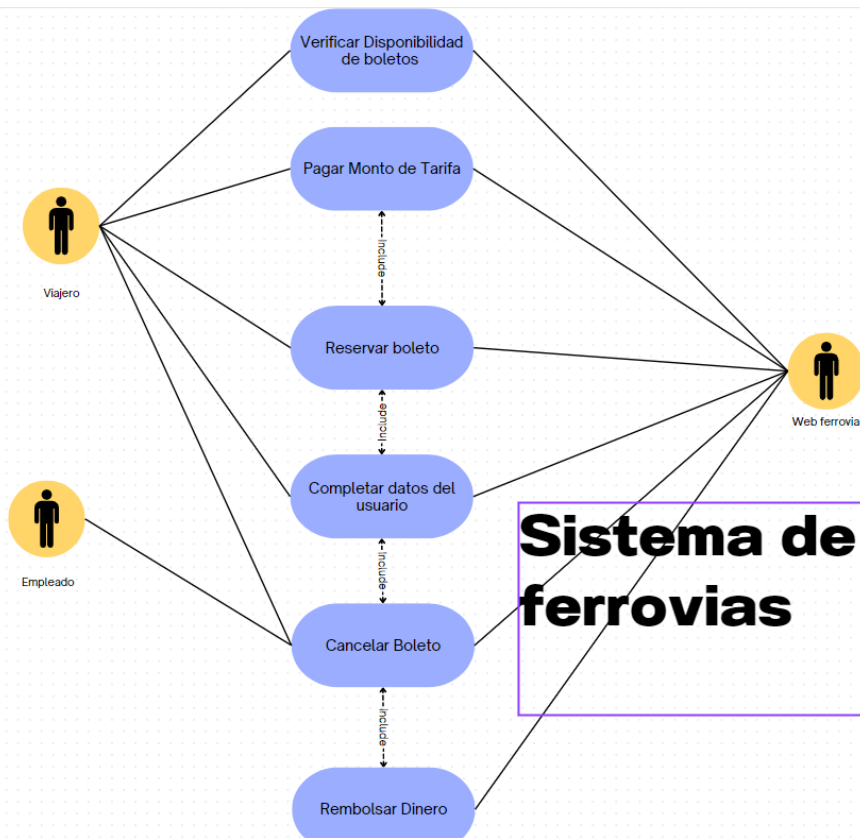 Verificar Disponibilidad
de boletos
Pagar Monto de Tarifa
Viajero
Include
Reservar boleto
Web ferrovia
Include
Completar datos del
usuario
Sistema de
ferrovias
Empleado
Include
Cancelar Boleto
Include
Rembolsar Dinero